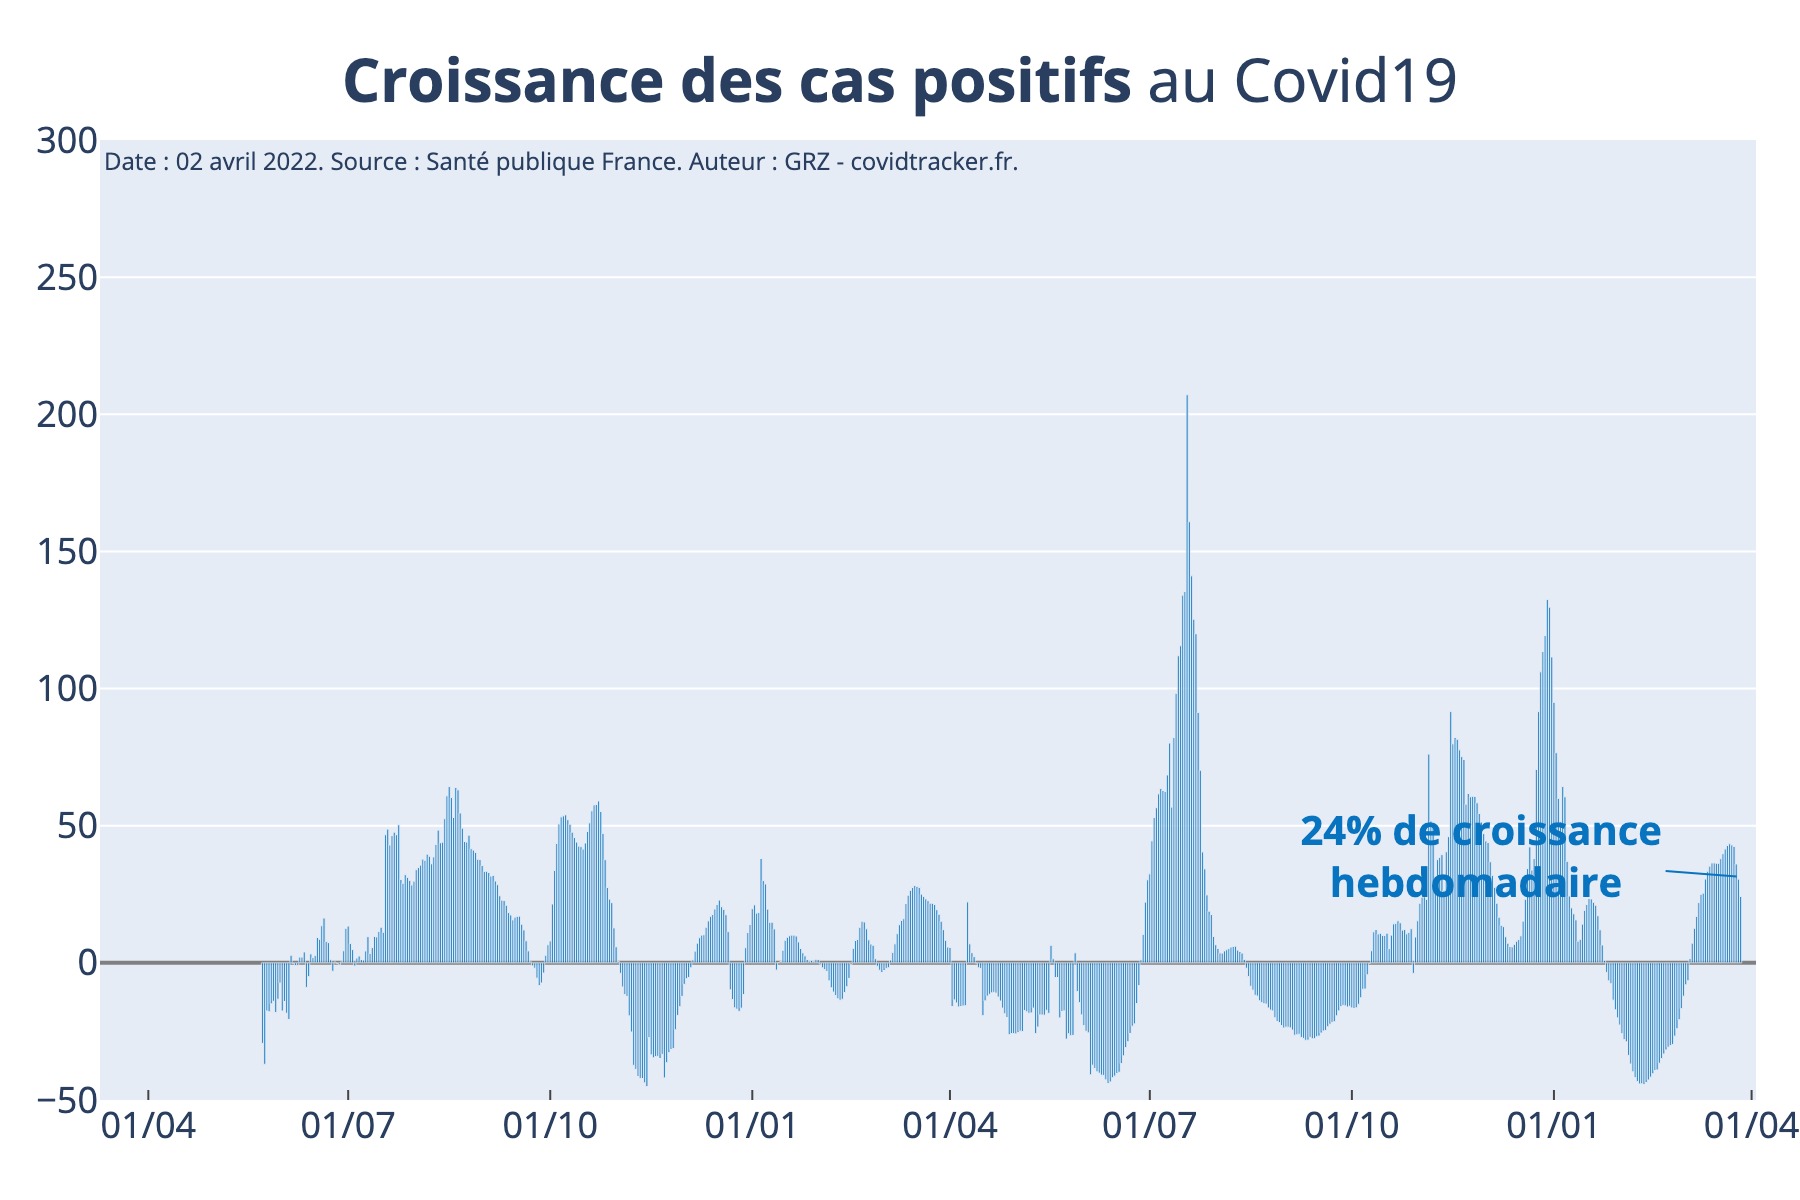 Croissance des cas positifs au Covid19
300
Date : 02 avril 2022. Source : Santé publique France. Auteur : GRZ - covidtracker.fr.
250
200
150
100
50
24% de croissance
hebdomadaire
0
−50
01/04 01/07 01/10 01/01 01/04 01/07 01/10 01/01 01/04